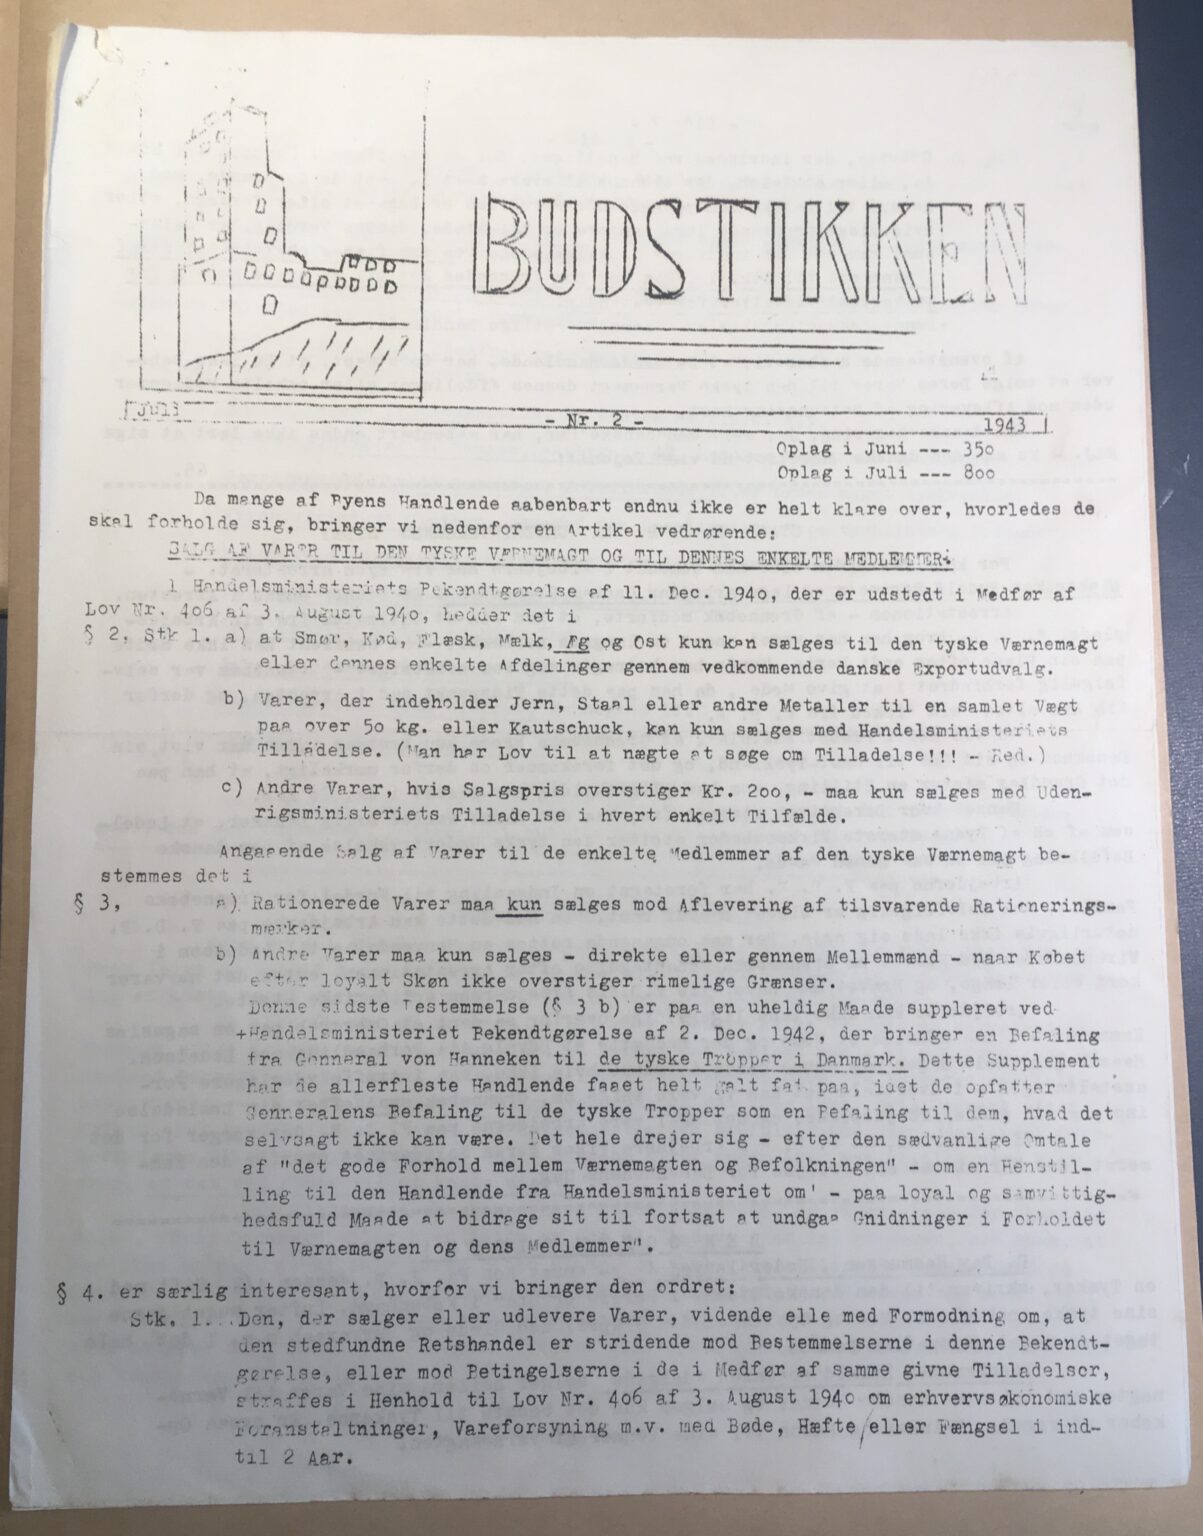 BUDSTIKKEN
Juli - Nr. 2 - 1943
Oplag i Juni --- 350
Oplag i Juli --- 800
Da mange af Byens Handlende aabenbart endnu ikke er helt klare over, hvorledes de
skal forholde sig, bringer vi nedenfor en Artikel vedrørende:
SALG AF VARER TIL DEN TYSKE VÆRNEMAGT OG TIL DENNES ENKELTE MEDLEMMER:
I Handelsministeriets Bekendtgørelse af 11. Dec. 1940, der er udstedt i Medfør af
Lov Nr. 406 af 3. August 1940, hedder det i
§ 2, Stk 1. a) at Smør, Kød, Flæsk, Mælk, Æg og Ost kun kan sælges til den tyske Værnemagt
eller dennes enkelte Afdelinger gennem vedkommende danske Exportudvalg.
b) Varer, der indeholder Jern, Staal eller andre Metaller til en samlet Vægt
paa over 50 kg. eller Kautschuck, kan kun sælges med Handelsministeriets
Tilladelse. (Man har Lov til at nægte at søge om Tilladelse!!! - Red.)
c) Andre Varer, hvis Salgspris overstiger Kr. 200, - maa kun sælges med Uden-
rigsministeriets Tilladelse i hvert enkelt Tilfælde.
Angaaende Salg af Varer til de enkelte Medlemmer af den tyske Værnemagt be-
stemmes det i
§ 3, a) Rationerede Varer maa kun sælges mod Aflevering af tilsvarende Rationerings-
mærker.
b) Andre Varer maa kun sælges - direkte eller gennem Mellemmænd - naar Købet
efter loyalt Skøn ikke overstiger rimelige Grænser.
Denne sidste Bestemmelse (§ 3 b) er paa en uheldig Maade suppleret ved
+Handelsministeriet Bekendtgørelse af 2. Dec. 1942, der bringer en Befaling
fra Genneral von Hanneken til de tyske Tropper i Danmark. Dette Supplement
har de allerfleste Handlende faaet helt galt fat paa, idet de opfatter
Genneralens Befaling til de tyske Tropper som en Befaling til dem, hvad det
selvsagt ikke kan være. Det hele drejer sig - efter den sædvanlige Omtale
af "det gode Forhold mellem Værnemagten og Befolkningen" - om en Henstil-
ling til den Handlende fra Handelsministeriet om' - paa loyal og samvittig-
hedsfuld Maade at bidrage sit til fortsat at undgaa Gnidninger i Forholdet
til Værnemagten og dens Medlemmer".
§ 4. er særlig interesant, hvorfor vi bringer den ordret:
Stk. 1...Den, der sælger eller udlevere Varer, vidende elle med Formodning om, at
den stedfundne Retshandel er stridende mod Bestemmelserne i denne Bekendt-
gørelse, eller mod Betingelserne i de i Medfør af samme givne Tilladelser,
straffes i Henhold til Lov Nr. 406 af 3. August 1940 om erhvervsøkonomiske
Foranstaltninger, Vareforsyning m.v. med Bøde, Hæfte/eller Fængsel i ind-
til 2 Aar.